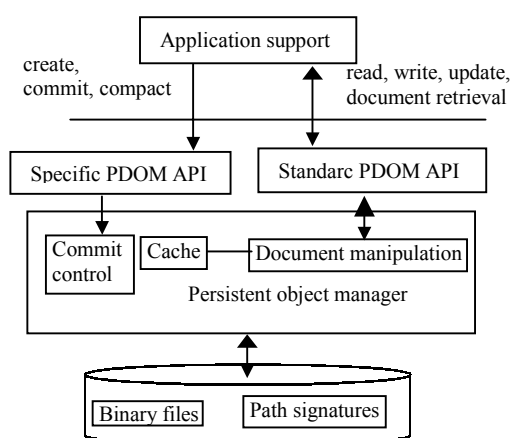 Application support
create,
commit, compact
read, write, update,
document retrieval
Specific PDOM API
Standarc PDOM API
Commit
control
Cache
Document manipulation
Persistent object manager
Binary files
Path signatures